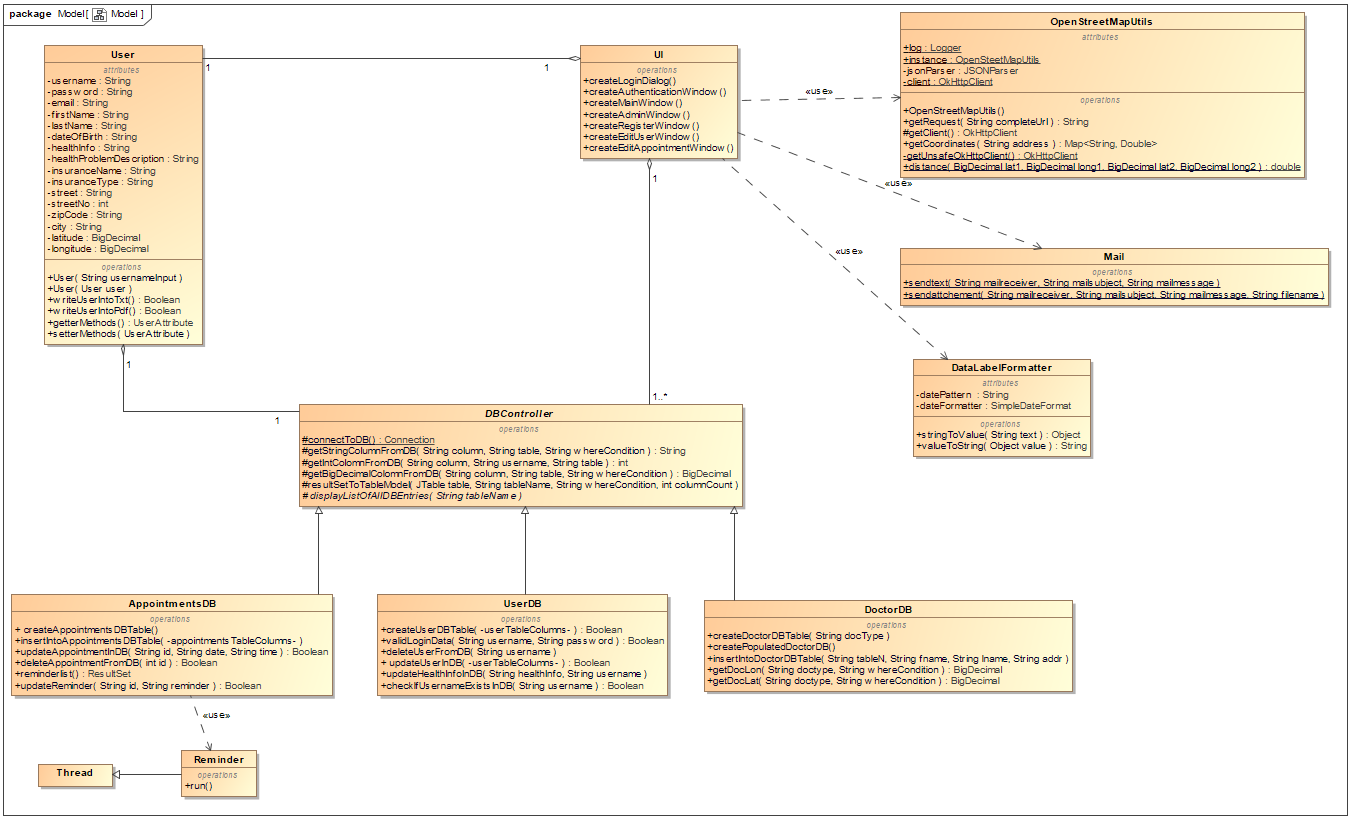 package Model[ Model ]
User
attributes
-username : String
-password : String
-email : String
-firstName : String
-lastName : String
-dateOfBirth : String
-healthInfo : String
-healthProblemDescription : String
-insuranceName : String
-insuranceType : String
-street : String
-streetNo : int
-zipCode : String
-city : String
-latitude : BigDecimal
-longitude : BigDecimal
operations
+User( String usernameInput )
+User( User user )
+writeUserIntoTxt() : Boolean
+writeUserIntoPdf() : Boolean
+getterMethods() : UserAttribute
+setterMethods( UserAttribute )
1
1
UI
operations
+createLoginDialog()
+createAuthenticationWindow ()
+createMainWindow ()
+createAdminWindow ()
+createRegisterWindow ()
+createEditUserWindow ()
+createEditAppointmentWindow ()
«use»
«use»
«use»
OpenStreetMapUtils
attributes
+log : Logger
+instance : OpenStreetMapUtils
-jsonParser : JSONParser
-client : OkHttpClient
operations
+OpenStreetMapUtils()
+getRequest( String completeUrl ) : String
#getClient() : OkHttpClient
+getCoordinates( String address ) : Map<String, Double>
-getUnsafeOkHttpClient() : OkHttpClient
+distance( BigDecimal lat1, BigDecimal long1, BigDecimal lat2, BigDecimal long2 ) : double
Mail
operations
+sendtext( String mailreceiver, String mailsubject, String mailmessage )
+sendattchement( String mailreceiver, String mailsubject, String mailmessage, String filename )
DataLabelFormatter
attributes
-datePattern : String
-dateFormatter : SimpleDateFormat
operations
+stringToValue( String text ) : Object
+valueToString( Object value ) : String
1
1
1
1..*
DBController
operations
#connectToDB() : Connection
#getStringColumnFromDB( String column, String table, String whereCondition ) : String
#getIntColomnFromDB( String column, String username, String table ) : int
#getBigDecimalColomnFromDB( String column, String table, String whereCondition ) : BigDecimal
#resultSetToTableModel( JTable table, String tableName, String whereCondition, int columnCount )
#displayListOfAllDBEntries( String tableName )
AppointmentsDB
operations
+ createAppointmentsDBTable()
+insertIntoAppointmentsDBTable( -appointmentsTableColumns- )
+updateAppointmentInDB( String id, String date, String time ) : Boolean
+deleteAppointmentFromDB( int id ) : Boolean
+reminderlist() : ResultSet
+updateReminder( String id, String reminder ) : Boolean
UserDB
operations
+createUserDBTable( -userTableColumns- ) : Boolean
+validLoginData( String username, String password ) : Boolean
+deleteUserFromDB( String username )
+ updateUserInDB( -userTableColumns- ) : Boolean
+updateHealthInfoInDB( String healthInfo, String username )
+checkIfUsernameExistsInDB( String username ) : Boolean
DoctorDB
operations
+createDoctorDBTable( String docType )
+createPopulatedDoctorDB()
+insertIntoDoctorDBTable( String tableN, String fname, String lname, String addr )
+getDocLon( String doctype, String whereCondition ) : BigDecimal
+getDocLat( String doctype, String whereCondition ) : BigDecimal
«use»
Thread
Reminder
operations
+run()